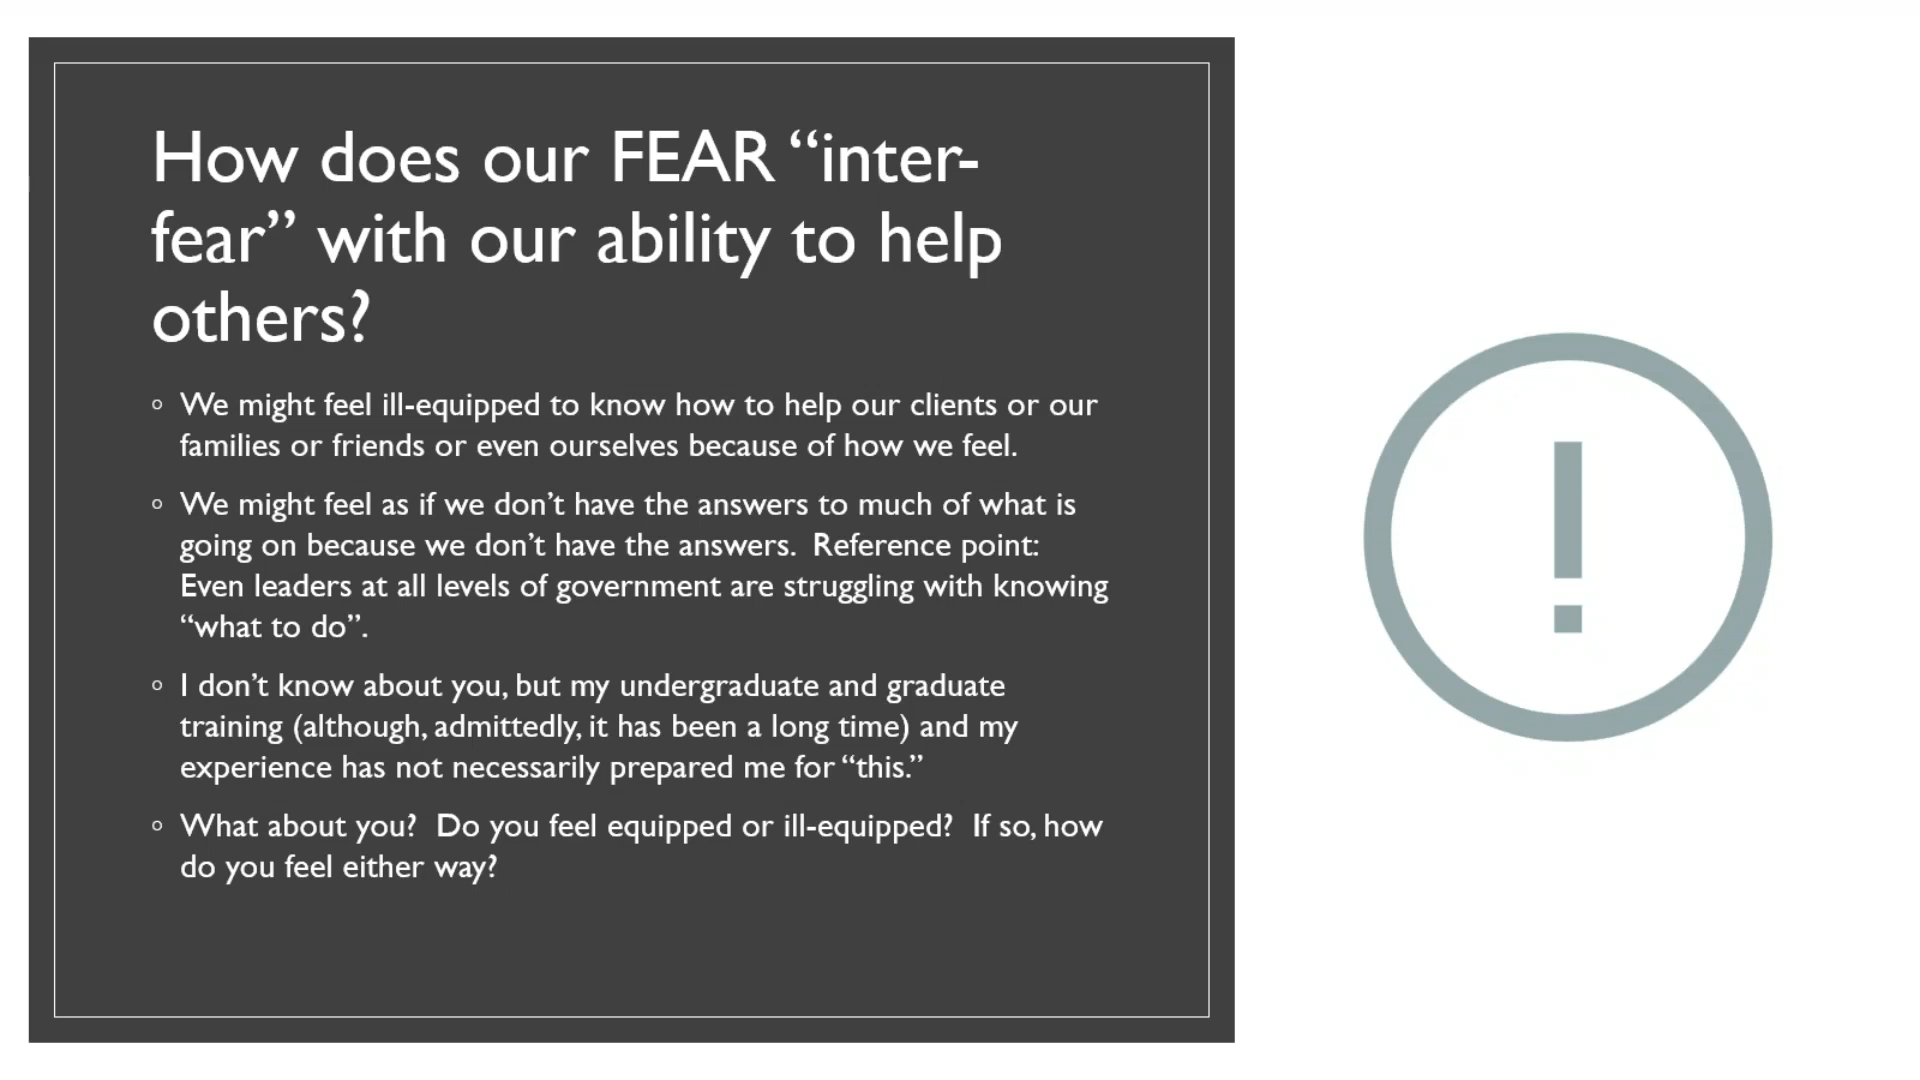 How does our FEAR “inter-
fear” with our ability to help
others?
◦ We might feel ill-equipped to know how to help our clients or our
families or friends or even ourselves because of how we feel.
◦ We might feel as if we don’t have the answers to much of what is
going on because we don’t have the answers.  Reference point:
Even leaders at all levels of government are struggling with knowing
“what to do”.
◦ I don’t know about you, but my undergraduate and graduate
training (although, admittedly, it has been a long time) and my
experience has not necessarily prepared me for “this.”
◦ What about you?  Do you feel equipped or ill-equipped?  If so, how
do you feel either way?
!